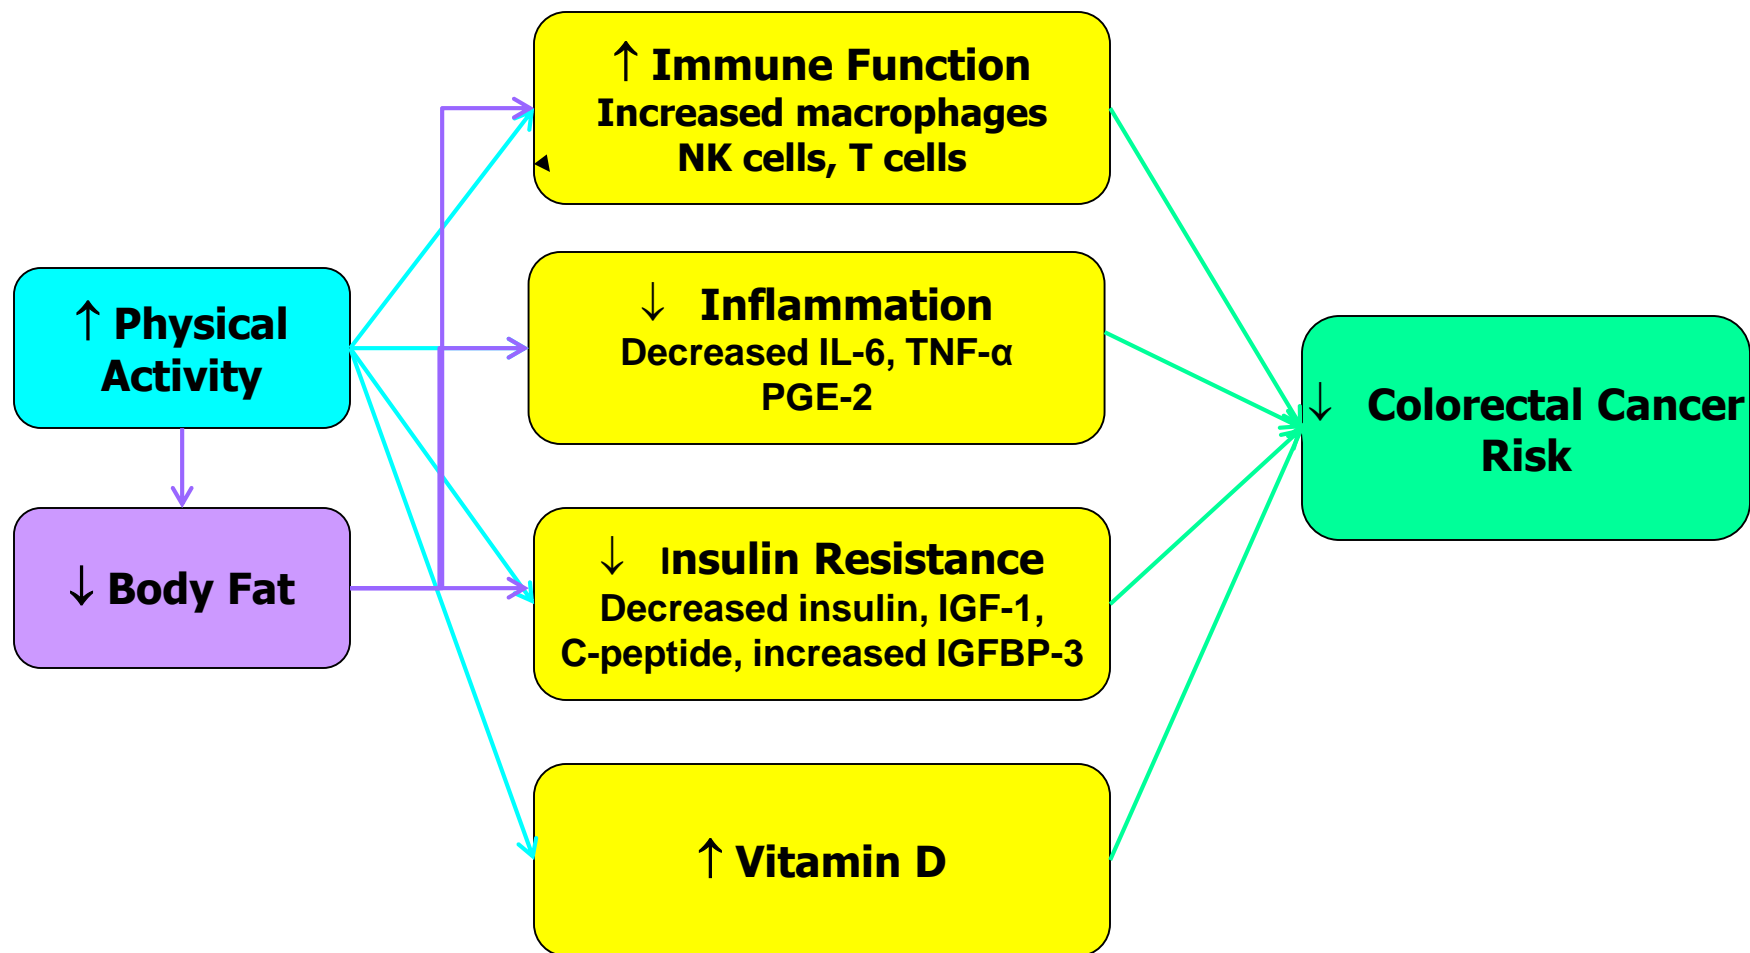 ↑ Immune Function
Increased macrophages
NK cells, T cells
↑ Physical
Activity
↓ Inflammation
Decreased IL-6, TNF-α
PGE-2
↓ Colorectal Cancer
Risk
↓ Body Fat
↓ Insulin Resistance
Decreased insulin, IGF-1,
C-peptide, increased IGFBP-3
↑ Vitamin D